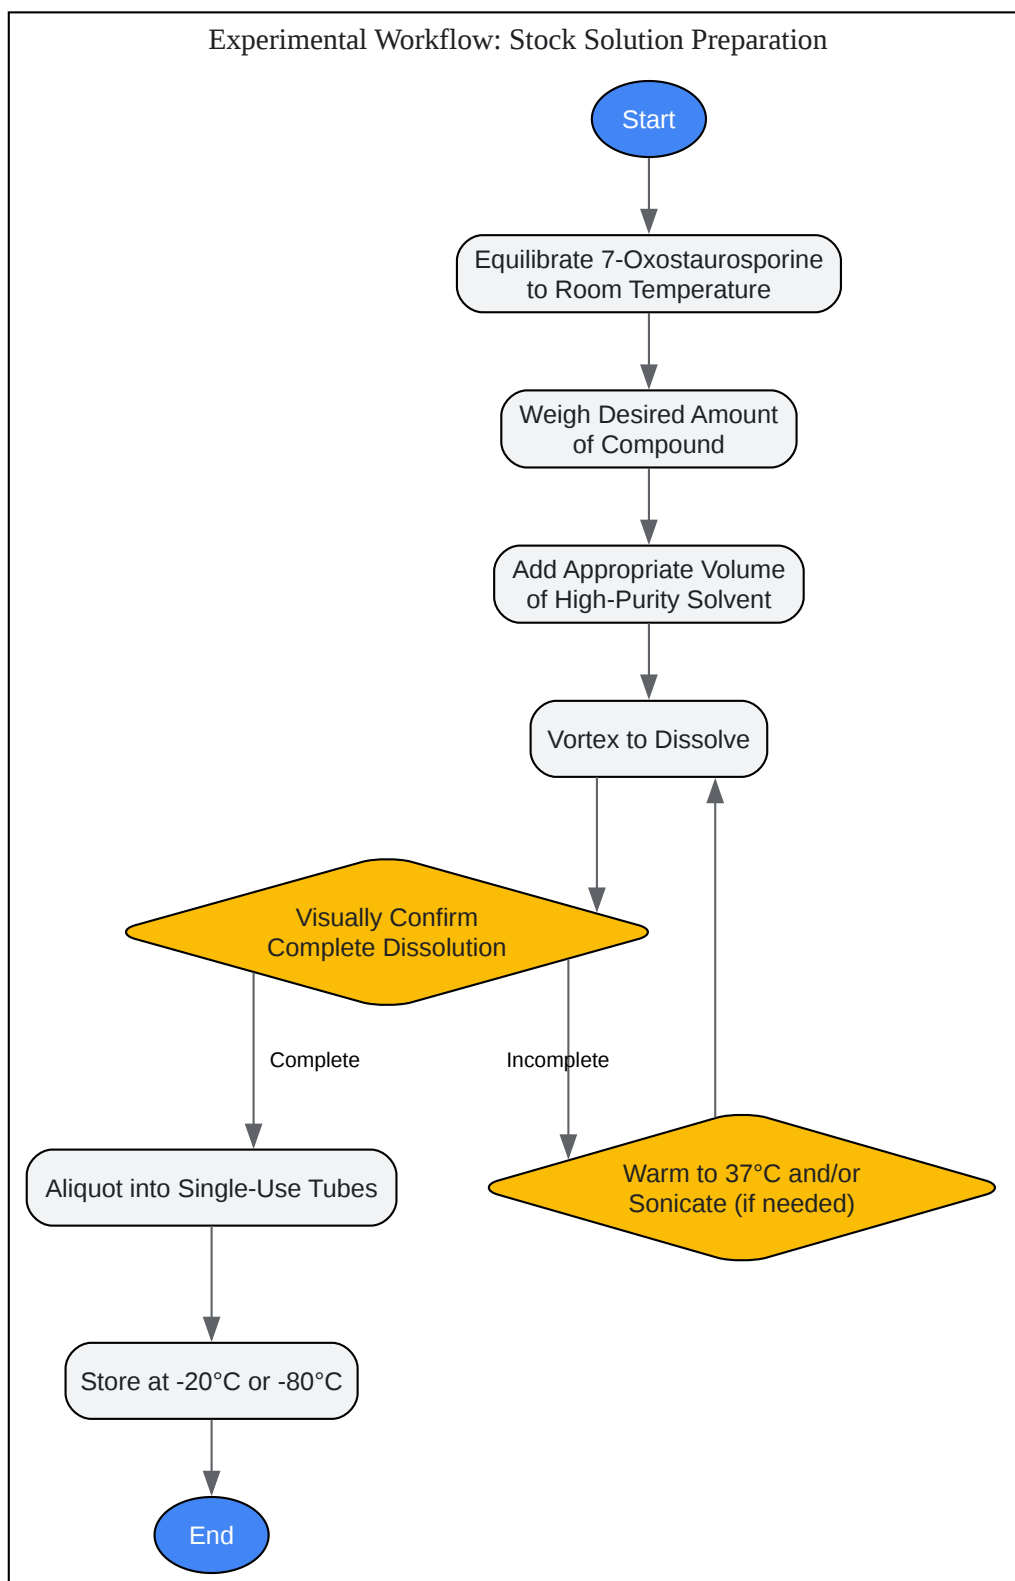 Experimental Workflow: Stock Solution Preparation
Start
Equilibrate 7-Oxostaurosporine
to Room Temperature
Weigh Desired Amount
of Compound
Add Appropriate Volume
of High-Purity Solvent
Vortex to Dissolve
Visually Confirm
Complete Dissolution
Complete
Incomplete
Warm to 37°C and/or
Sonicate (if needed)
Aliquot into Single-Use Tubes
Store at -20°C or -80°C
End